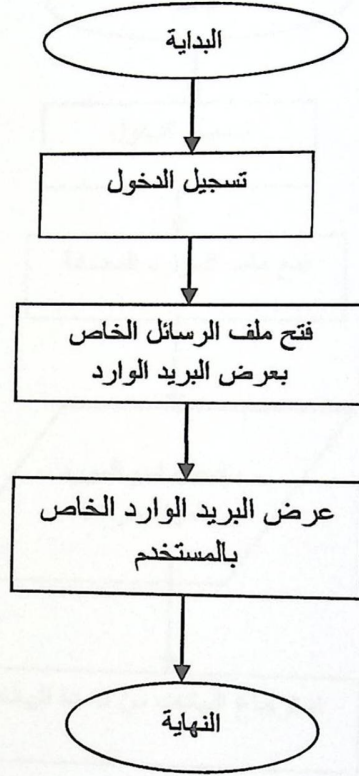 البداية
تسجيل الدخول
فتح ملف الرسائل الخاص
بعرض البريد الوارد
عرض البريد الوارد الخاص
بالمستخدم
النهاية